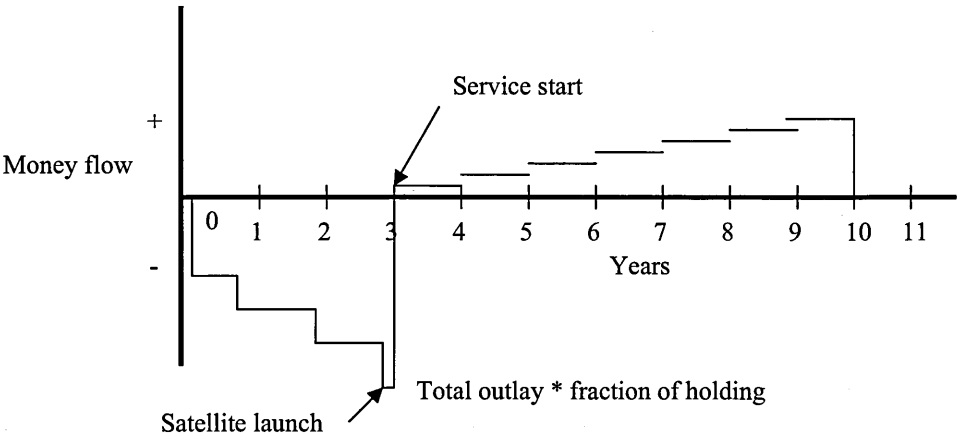 Service start
+
Money flow
0
1 2 3 4 5 6 7 8 9 10 11
Years
-
Total outlay * fraction of holding
Satellite launch